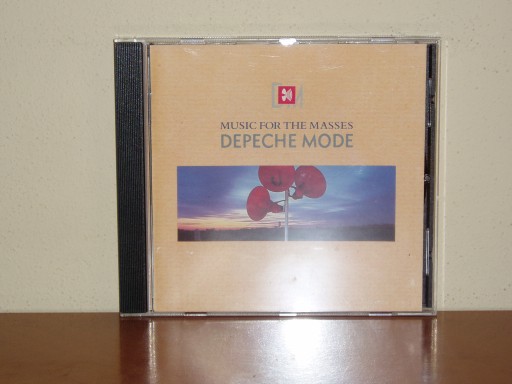 MUSIC FOR THE MASSES
DEPECHE MODE